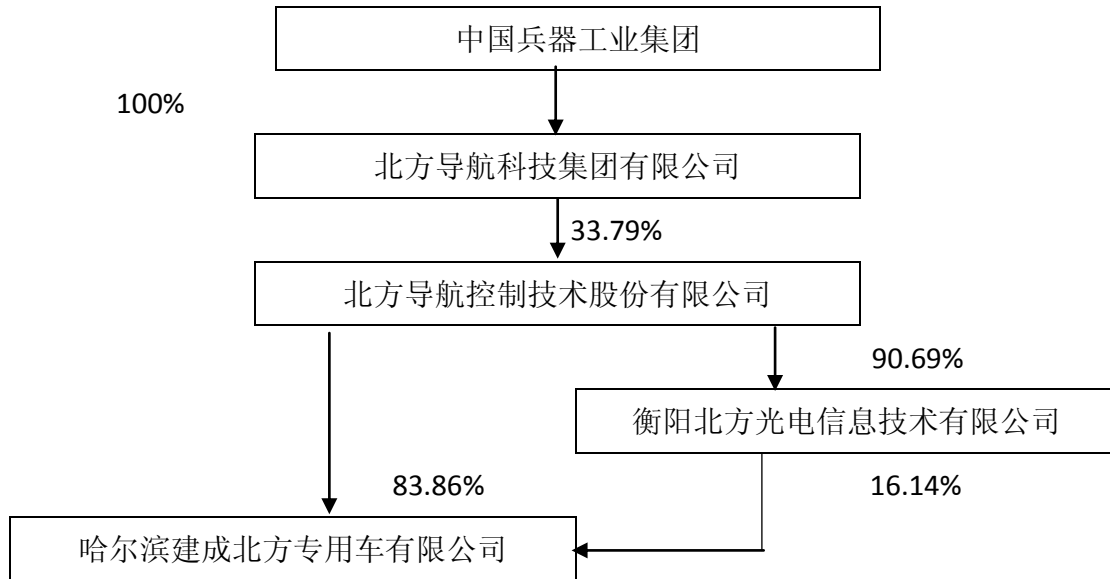 中国兵器工业集团
100%
北方导航科技集团有限公司
33.79%
北方导航控制技术股份有限公司
90.69%
衡阳北方光电信息技术有限公司
83.86%
16.14%
哈尔滨建成北方专用车有限公司